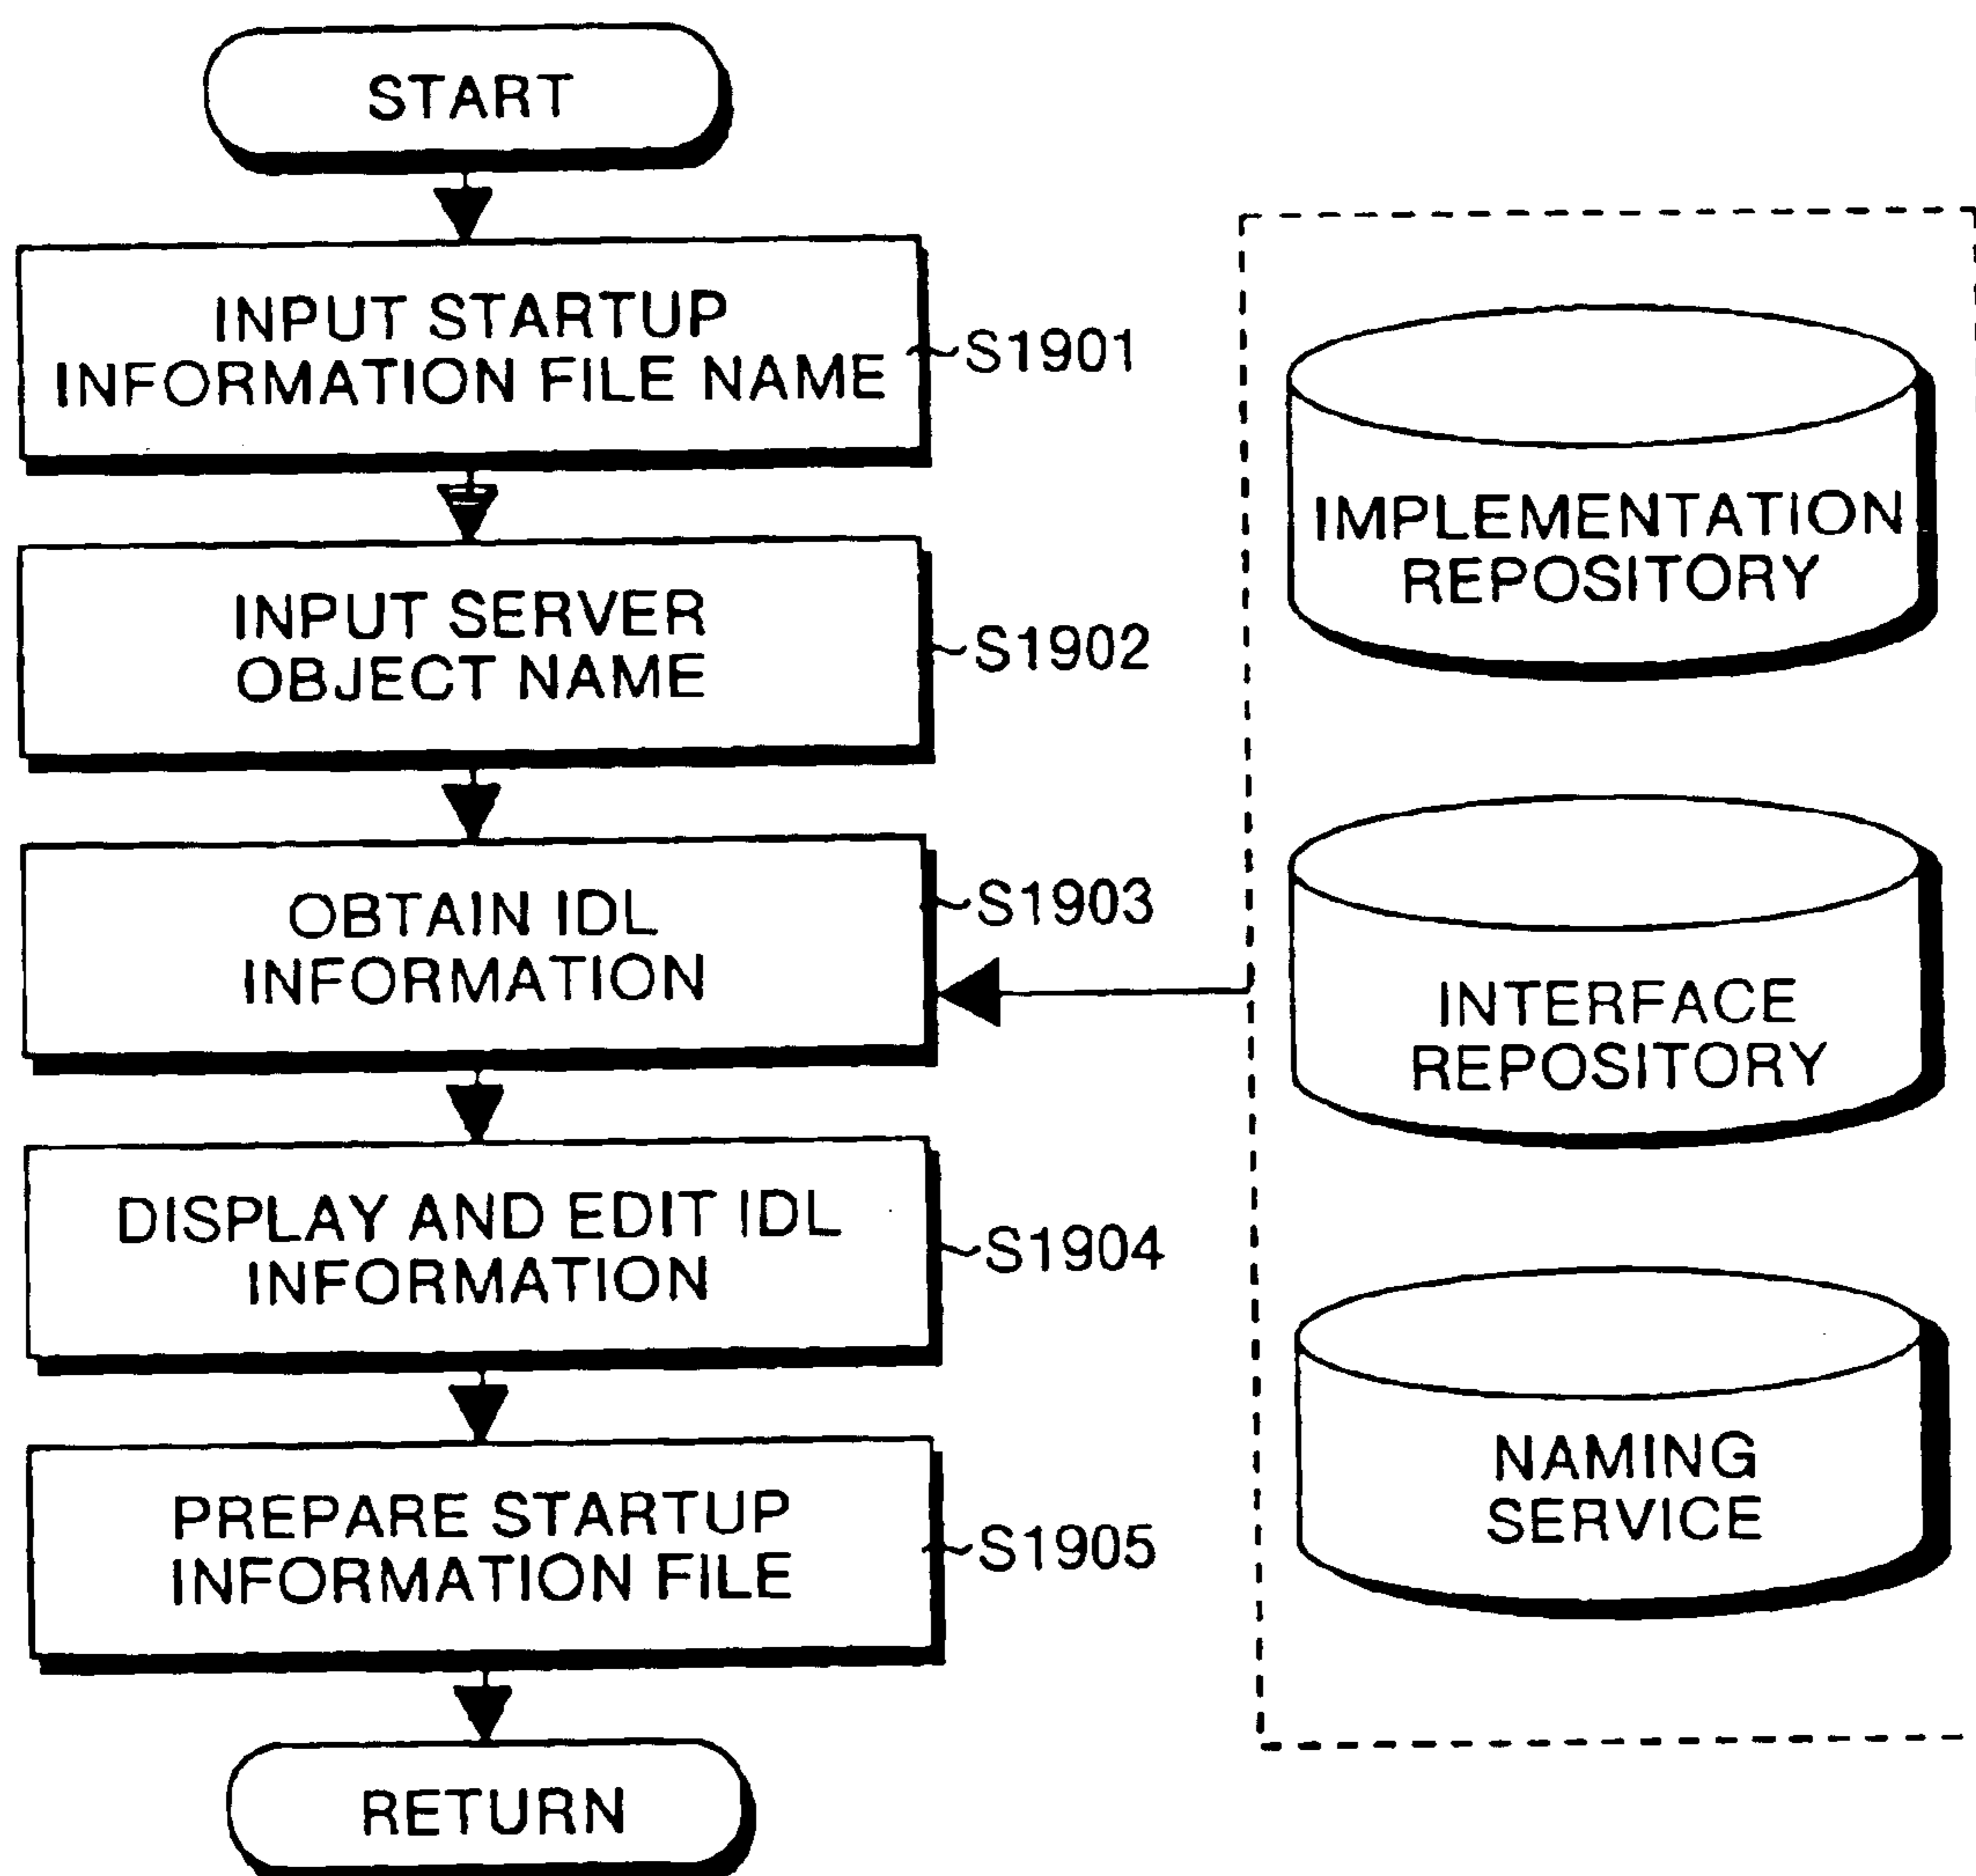 START
INPUT STARTUP
INFORMATION FILE NAME
S1901
INPUT SERVER
OBJECT NAME
S1902
OBTAIN IDL
INFORMATION
S1903
DISPLAY AND EDIT IDL
INFORMATION
S1904
PREPARE STARTUP
INFORMATION FILE
S1905
RETURN
IMPLEMENTATION
REPOSITORY
INTERFACE
REPOSITORY
NAMING
SERVICE